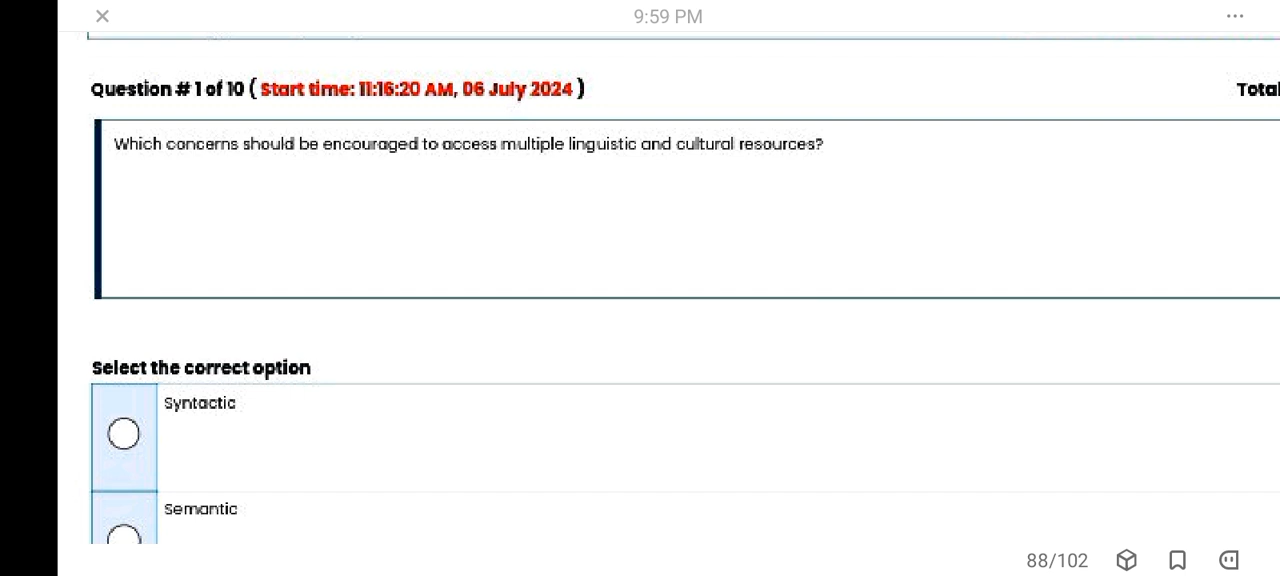 9:59 PM
Question # 1 of 10 ( Start time: 11:16:20 AM, 06 July 2024 )
Total
Which concerns should be encouraged to access multiple linguistic and cultural resources?
Select the correct option
Syntactic
Semantic
88/102